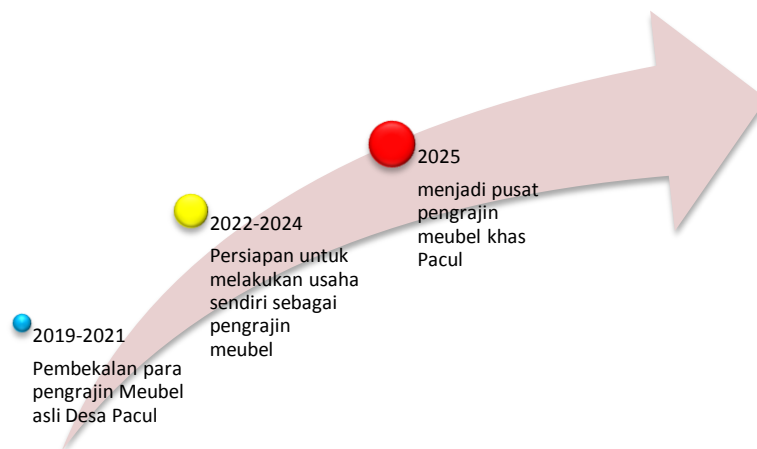 2025
menjadi pusat
pengrajin
meubel khas
Pacul
2022-2024
Persiapan untuk
melakukan usaha
sendiri sebagai
pengrajin
meubel
2019-2021
Pembekalan para
pengrajin Meubel
asli Desa Pacul